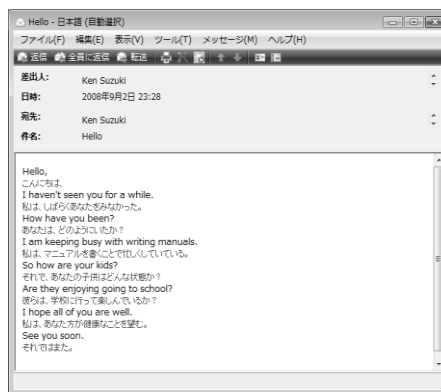 Hello - 日本語 (自動選択)
ファイル(F) 編集(E) 表示(V) ツール(T) メッセージ(M) ヘルプ(H)
返信 全員に返信 転送
差出人: Ken Suzuki
日時: 2008年9月2日 23:28
宛先: Ken Suzuki
件名: Hello
Hello,
こんにちは、
I haven't seen you for a while.
私は、しばらくあなたをみなかった。
How have you been?
あなたは、どのようにいたか？
I am keeping busy with writing manuals.
私は、マニュアルを書くことで忙しくしていている。
So how are your kids?
それで、あなたの子供はどんな状態か？
Are they enjoying going to school?
彼らは、学校に行って楽しんでいるか？
I hope all of you are well.
私は、あなた方が健康なことを望む。
See you soon.
それではまた。